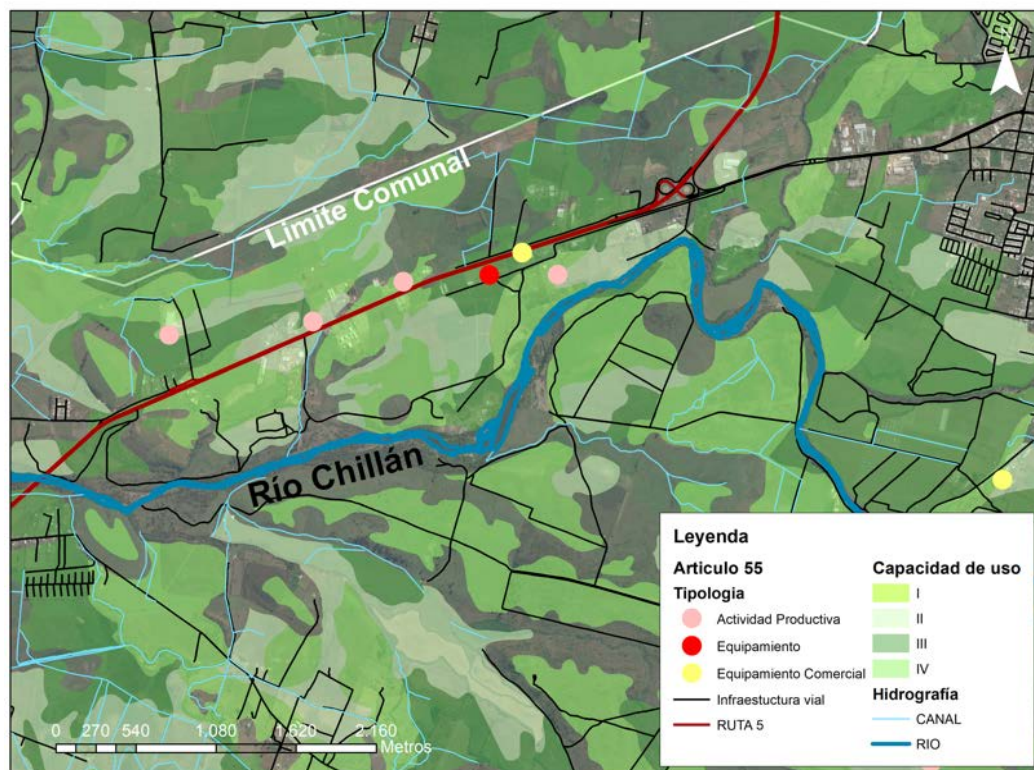 Límite Comunal
Río Chillán
0 270 540 1.080 1.620 2.160
Metros
Leyenda
Articulo 55
Tipologia
Actividad Productiva
Equipamiento
Equipamiento Comercial
Infraestuctura vial
RUTA 5
Capacidad de uso
I
II
III
IV
Hidrografía
CANAL
RIO